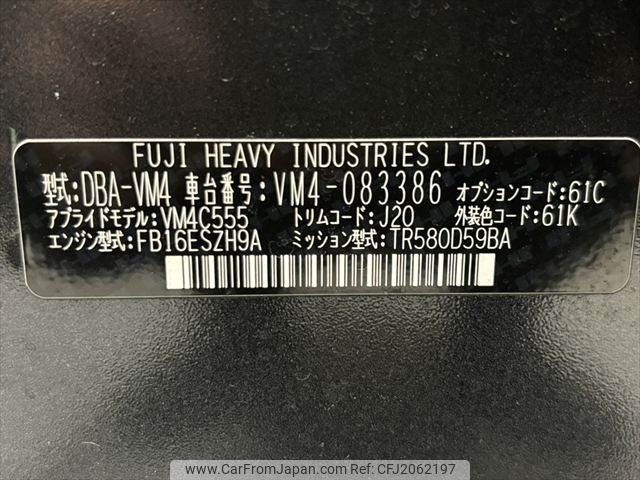 FUJI HEAVY INDUSTRIES LTD.
型式:DBA-VM4 車台番号:VM4-083386 オプションコード:61C
アプライドモデル:VM4C555 トリムコード:J20 外装色コード:61K
エンジン型式:FB16ESZH9A ミッション型式:TR580D59BA
www.CarFromJapan.com | Car No. CFJ2062197